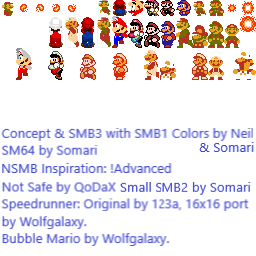 Concept & SMB3 with SMB1 Colors by Neil
& Somari
SM64 by Somari
NSMB Inspiration: !Advanced
Not Safe by QoDaX Small SMB2 by Somari
Speedrunner: Original by 123a, 16x16 port
by Wolfgalaxy.
Bubble Mario by Wolfgalaxy.